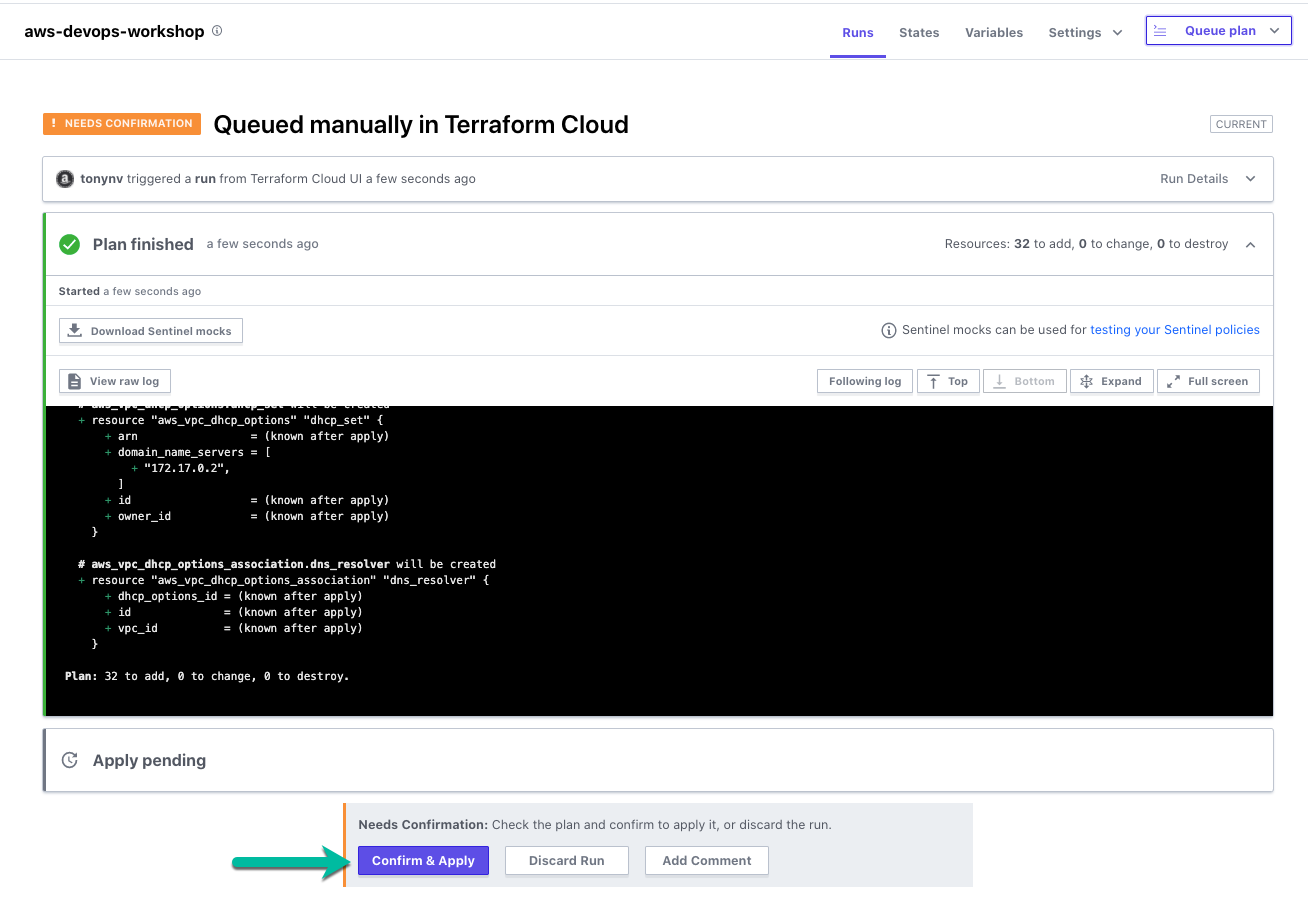 aws-devops-workshop
Runs States Variables Settings Queue plan
! NEEDS CONFIRMATION Queued manually in Terraform Cloud CURRENT
a tonynv triggered a run from Terraform Cloud UI a few seconds ago Run Details
Plan finished a few seconds ago Resources: 32 to add, 0 to change, 0 to destroy
Started a few seconds ago
Download Sentinel mocks Sentinel mocks can be used for testing your Sentinel policies
View raw log Following log Top Bottom Expand Full screen
# aws_vpc_dhcp_options.dhcp_set will be created
+ resource "aws_vpc_dhcp_options" "dhcp_set" {
+ arn = (known after apply)
+ domain_name_servers = [
+ "172.17.0.2",
]
+ id = (known after apply)
+ owner_id = (known after apply)
}
# aws_vpc_dhcp_options_association.dns_resolver will be created
+ resource "aws_vpc_dhcp_options_association" "dns_resolver" {
+ dhcp_options_id = (known after apply)
+ id = (known after apply)
+ vpc_id = (known after apply)
}
Plan: 32 to add, 0 to change, 0 to destroy.
Apply pending
Needs Confirmation: Check the plan and confirm to apply it, or discard the run.
Confirm & Apply Discard Run Add Comment